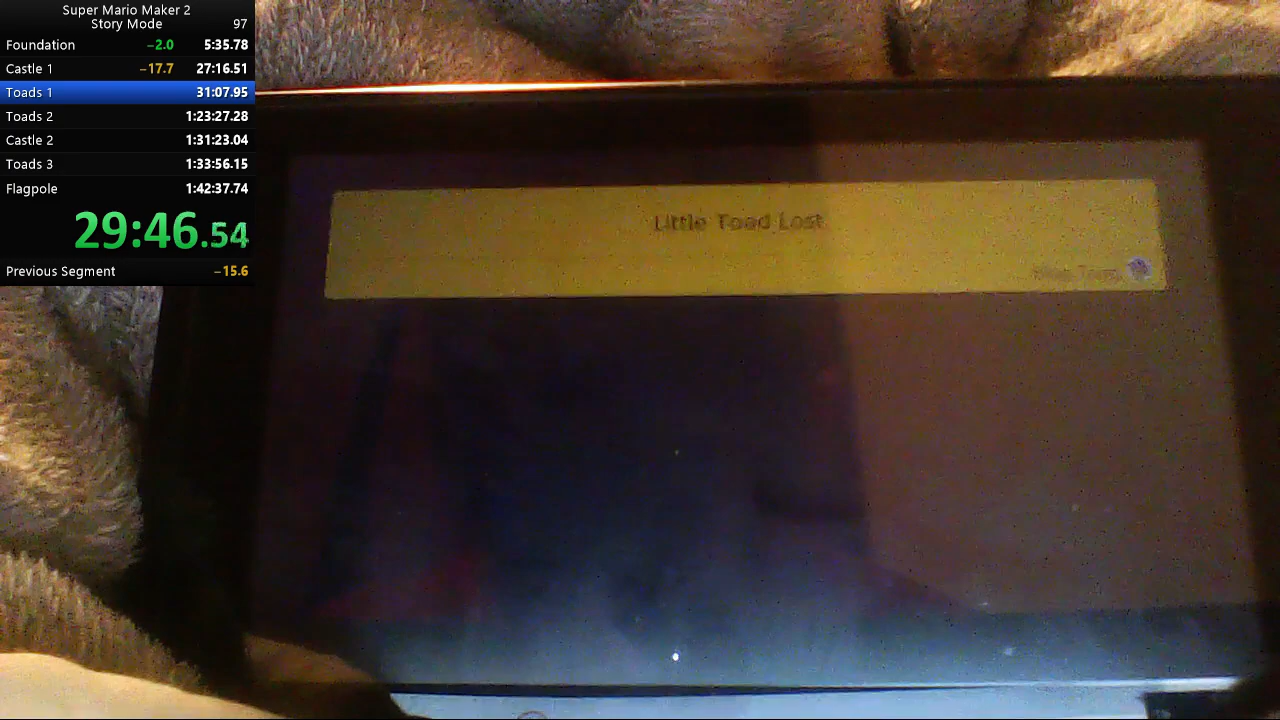 Super Mario Maker 2
Story Mode 97
Foundation −2.0 5:35.78
Castle 1 −17.7 27:16.51
Toads 1 31:07.95
Toads 2 1:23:27.28
Castle 2 1:31:23.04
Toads 3 1:33:56.15
Flagpole 1:42:37.74
29:46.54
Previous Segment −15.6
Little Toad Lost